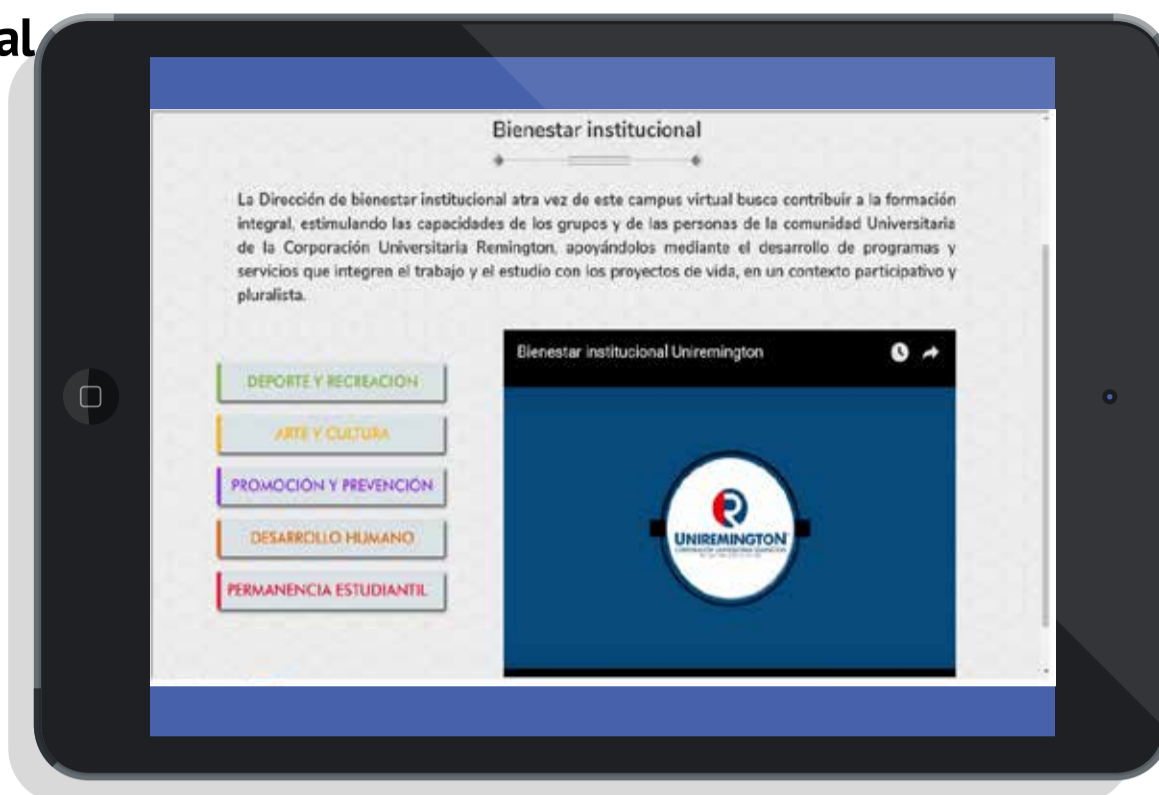 al
Bienestar institucional
La Dirección de bienestar institucional atra vez de este campus virtual busca contribuir a la formación
integral, estimulando las capacidades de los grupos y de las personas de la comunidad Universitaria
de la Corporación Universitaria Remington, apoyándolos mediante el desarrollo de programas y
servicios que integren el trabajo y el estudio con los proyectos de vida, en un contexto participativo y
pluralista.
Bienestar institucional Uniremington
DEPORTE Y RECREACIÓN
ARTE Y CULTURA
PROMOCIÓN Y PREVENCIÓN
DESARROLLO HUMANO
PERMANENCIA ESTUDIANTIL
UNIREMINGTON